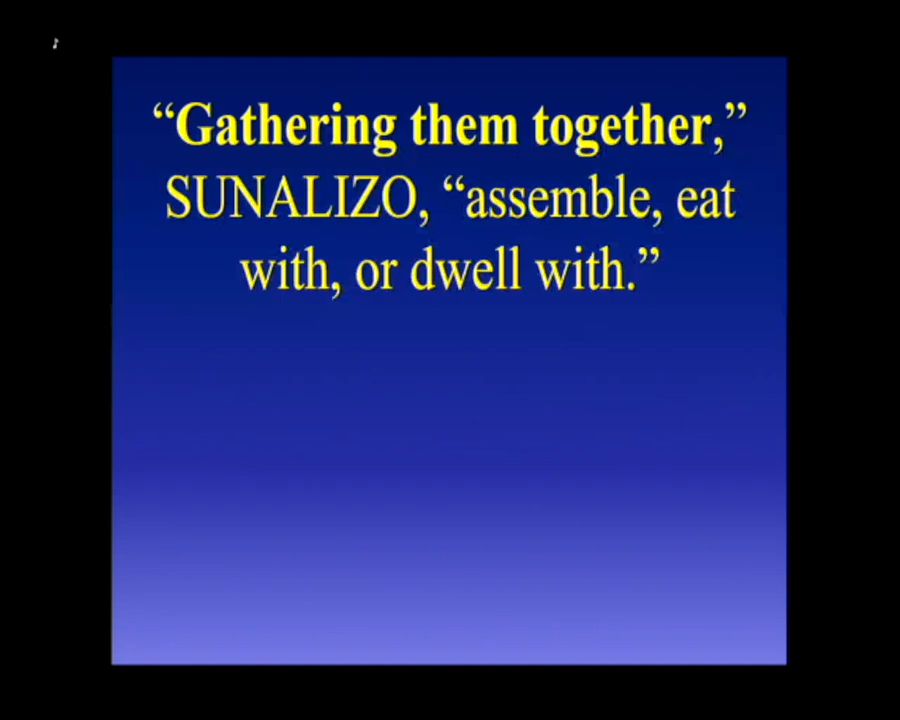 “Gathering them together,”
SUNALIZO, “assemble, eat
with, or dwell with.”